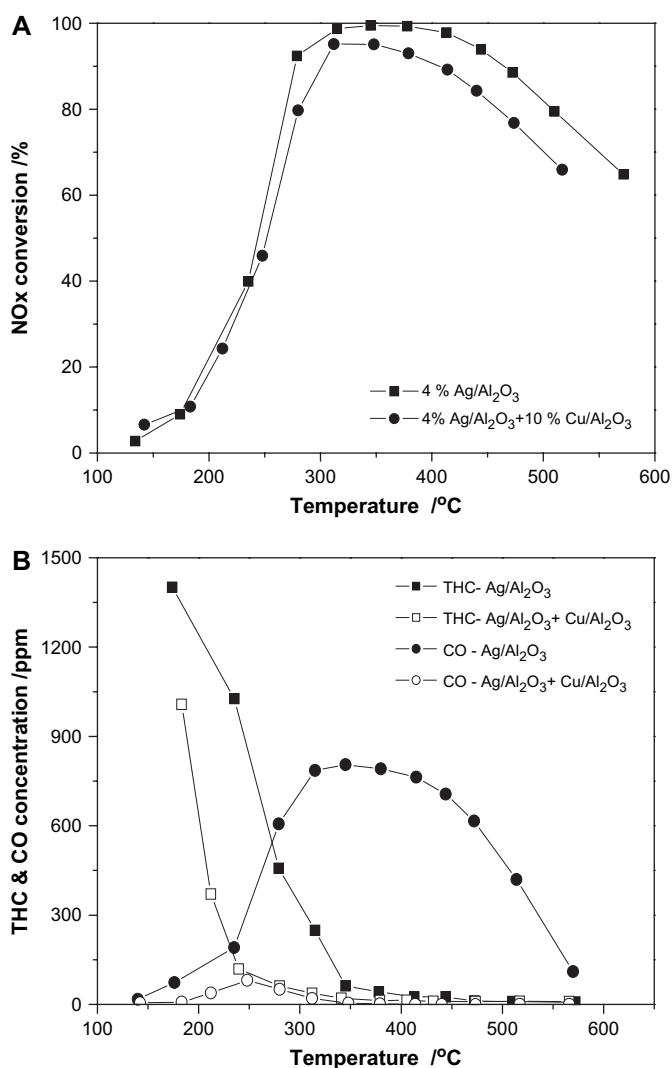 A
100
80
60
40
20
0
NOx conversion /%
4 % Ag/Al2O3
4% Ag/Al2O3+10 % Cu/Al2O3
100 200 300 400 500 600
Temperature /oC
B
1500
1200
900
600
300
0
THC & CO concentration /ppm
THC- Ag/Al2O3
THC- Ag/Al2O3+ Cu/Al2O3
CO - Ag/Al2O3
CO - Ag/Al2O3+ Cu/Al2O3
100 200 300 400 500 600
Temperature /oC